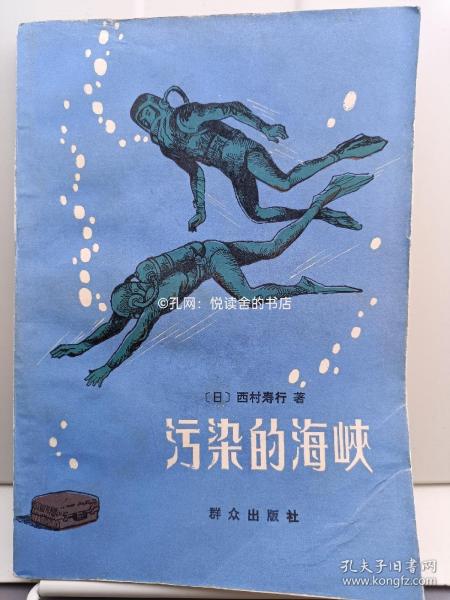 ©孔网：悦读舍的书店
〔日〕西村寿行 著
污染的海峡
群众出版社
孔夫子旧书网
www.kongfz.com